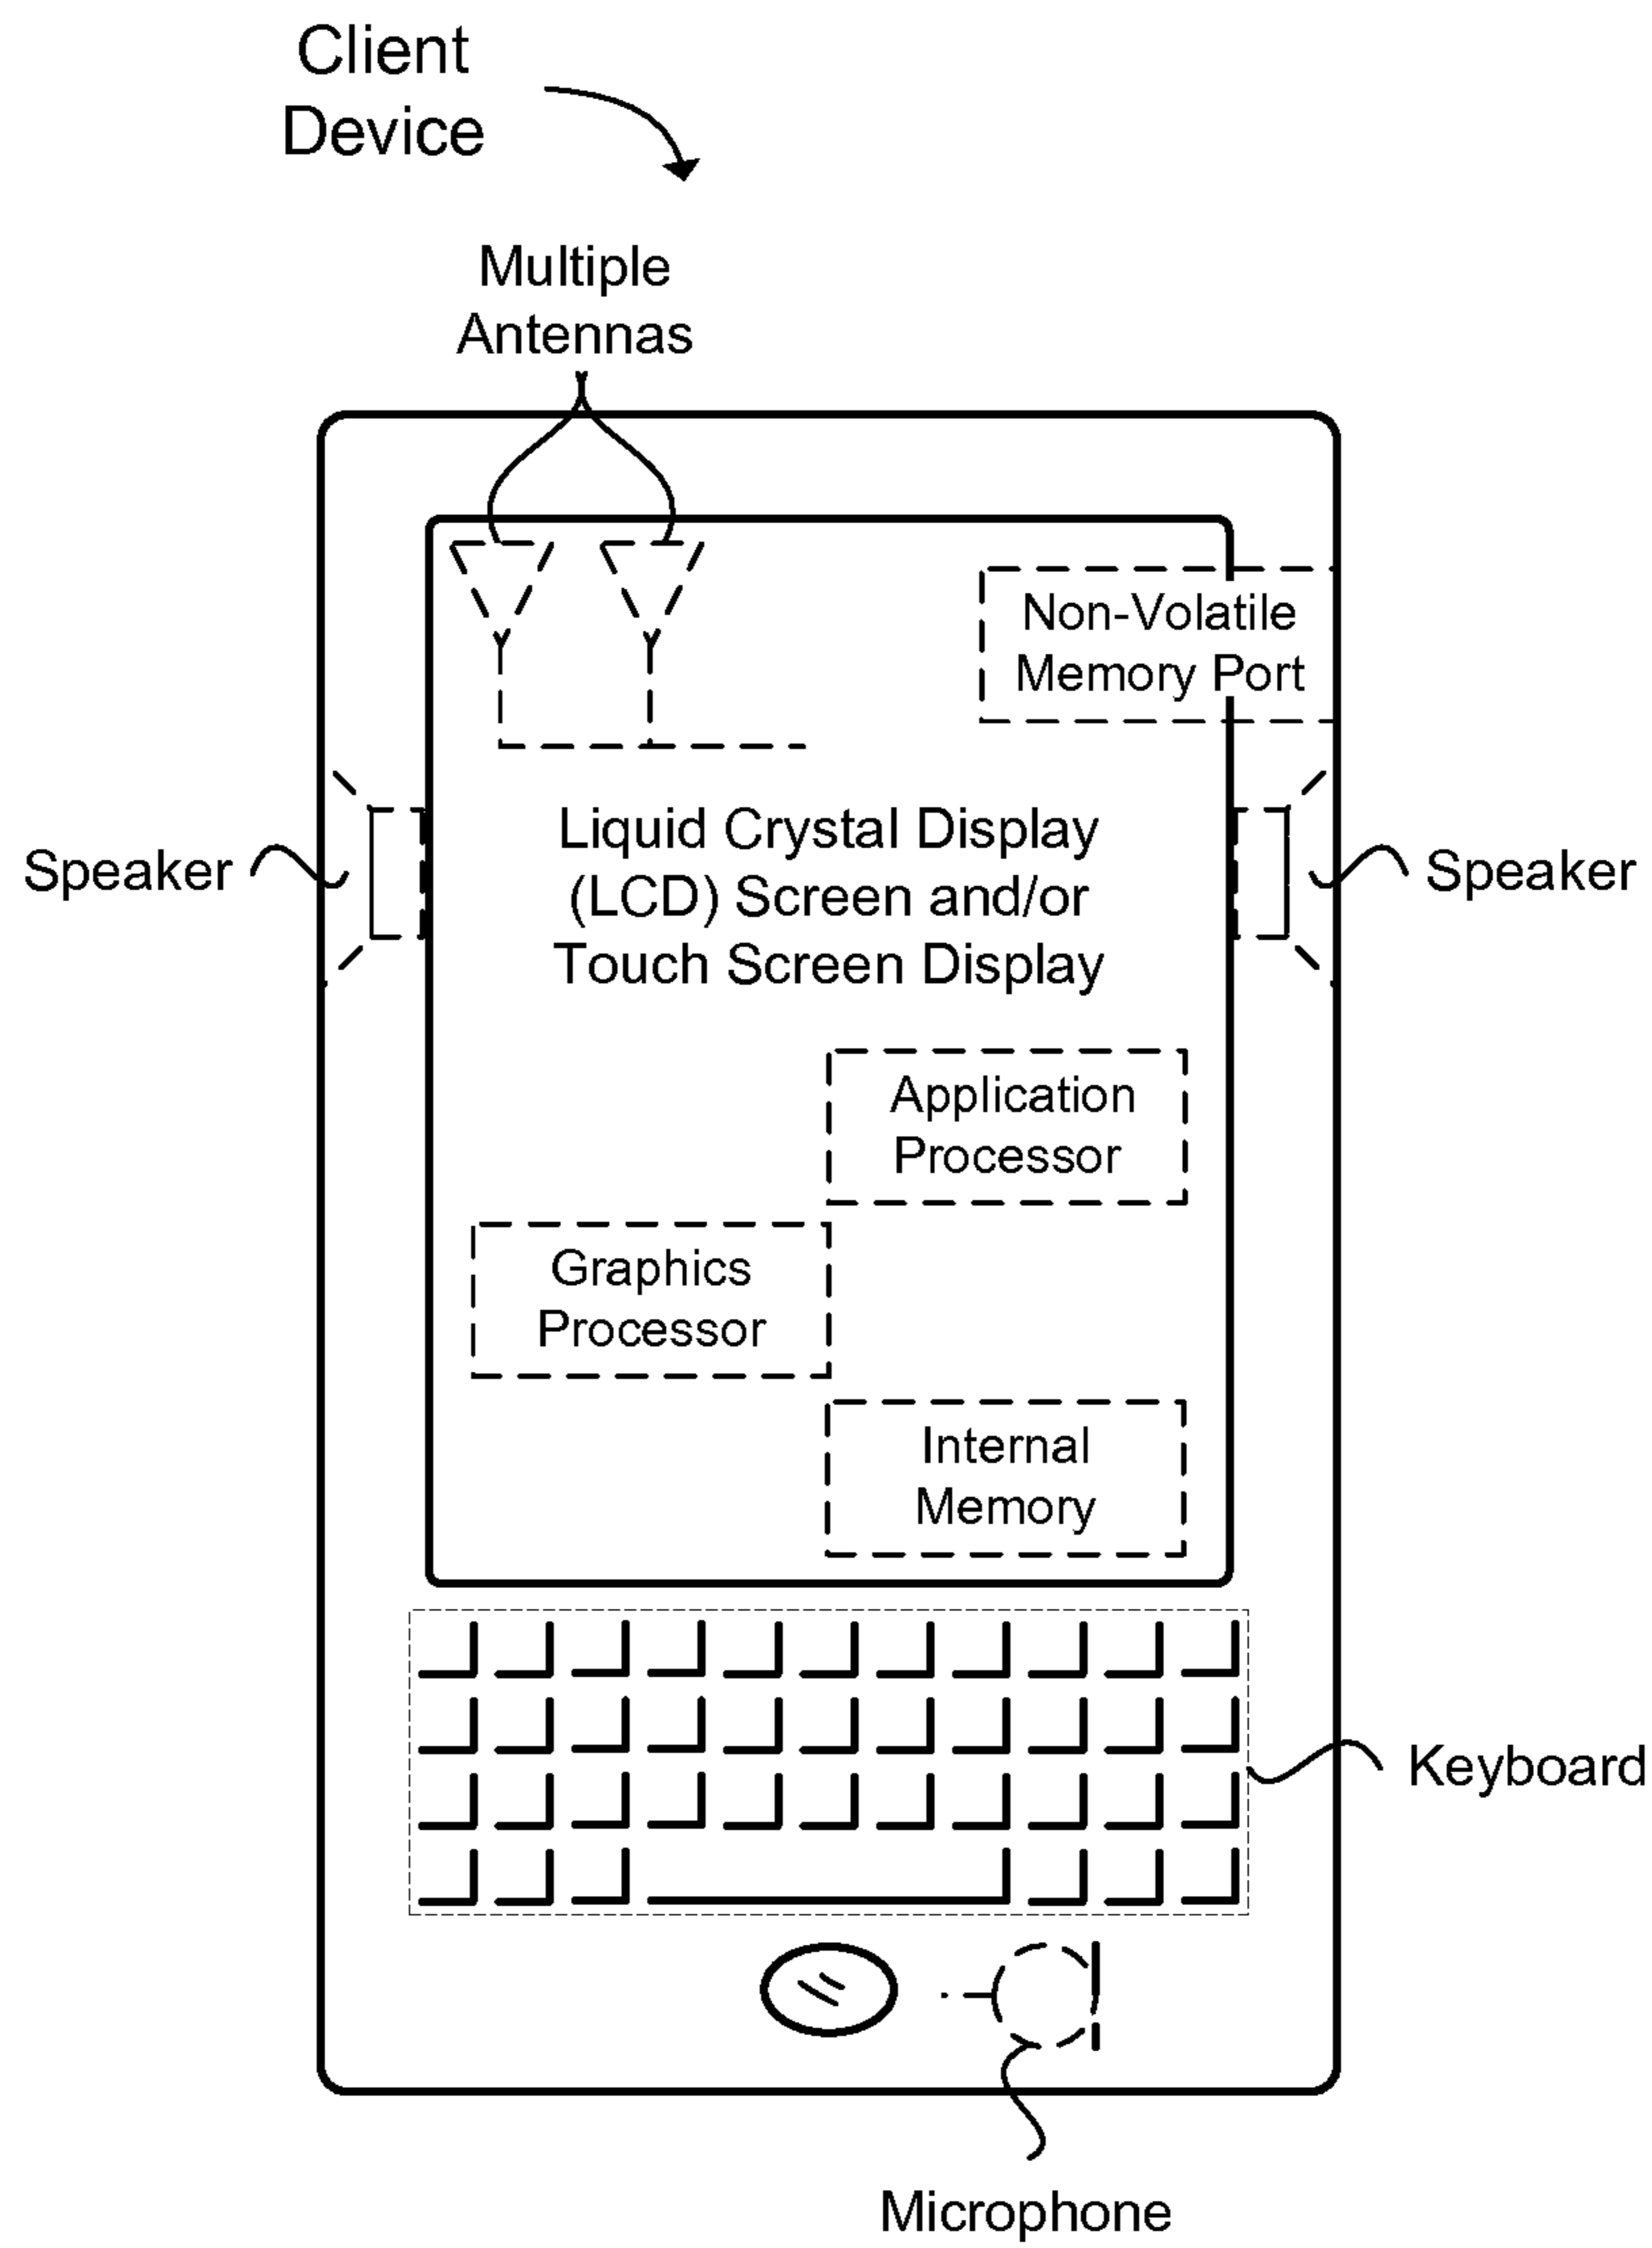 Client
Device
Multiple
Antennas
Non-Volatile
Memory Port
Speaker
Liquid Crystal Display
(LCD) Screen and/or
Touch Screen Display
Speaker
Application
Processor
Graphics
Processor
Internal
Memory
Keyboard
Microphone